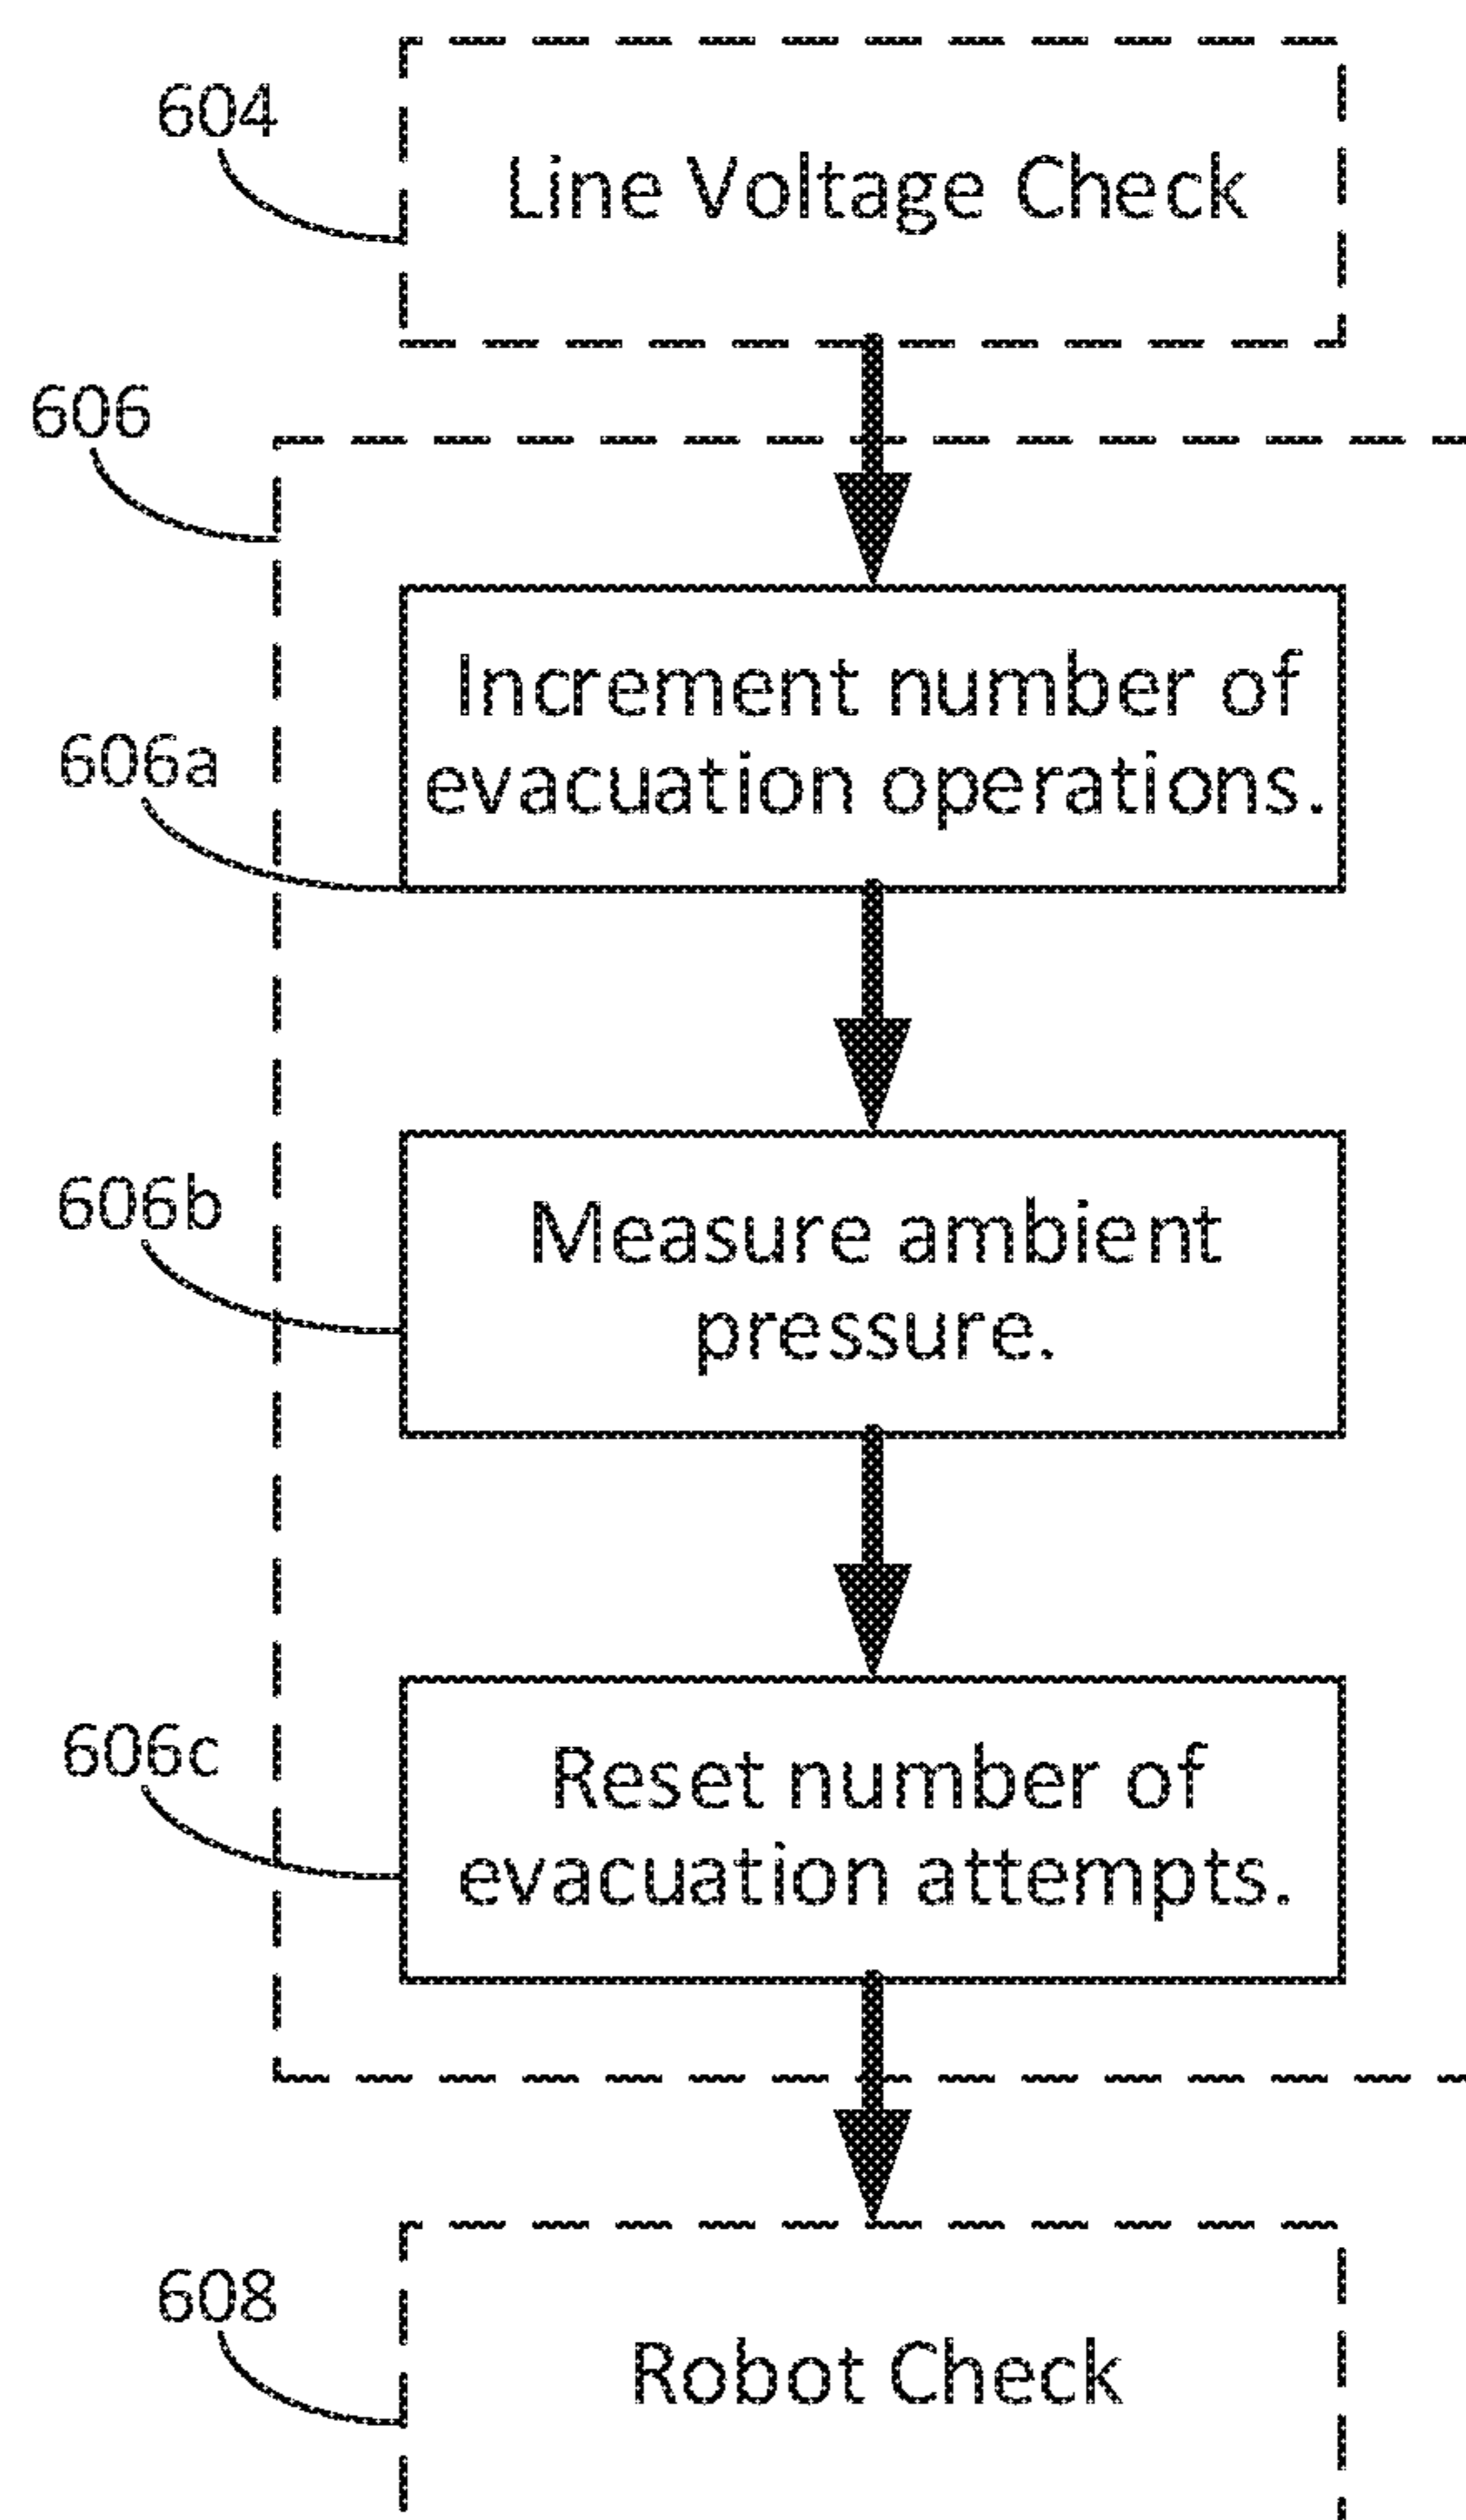 604
Line Voltage Check
606
Increment number of
evacuation operations.
606a
606b
Measure ambient
pressure.
606c
Reset number of
evacuation attempts.
608
Robot Check